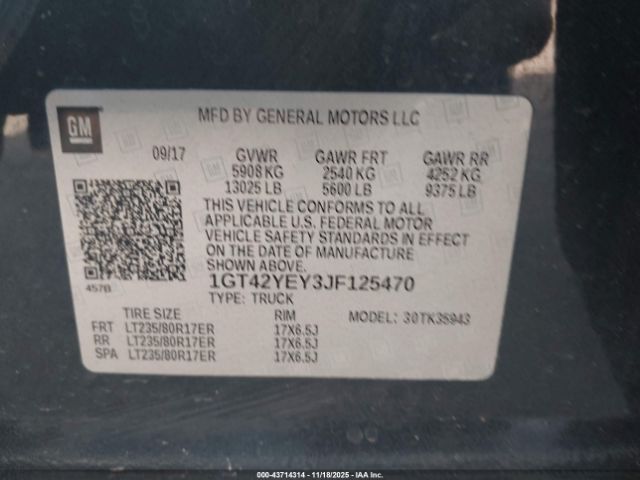 GM
MFD BY GENERAL MOTORS LLC
09/17 GVWR GAWR FRT GAWR RR
5908 KG 2540 KG 4252 KG
13025 LB 5600 LB 9375 LB
THIS VEHICLE CONFORMS TO ALL
APPLICABLE U.S. FEDERAL MOTOR
VEHICLE SAFETY STANDARDS IN EFFECT
ON THE DATE OF MANUFACTURE
SHOWN ABOVE.
457B 1GT42YEY3JF125470
TYPE: TRUCK
TIRE SIZE RIM MODEL: 30TK35943
FRT LT235/80R17ER 17X6.5J
RR LT235/80R17ER 17X6.5J
SPA LT235/80R17ER 17X6.5J
000-43714314 - 11/18/2025 - IAA Inc.